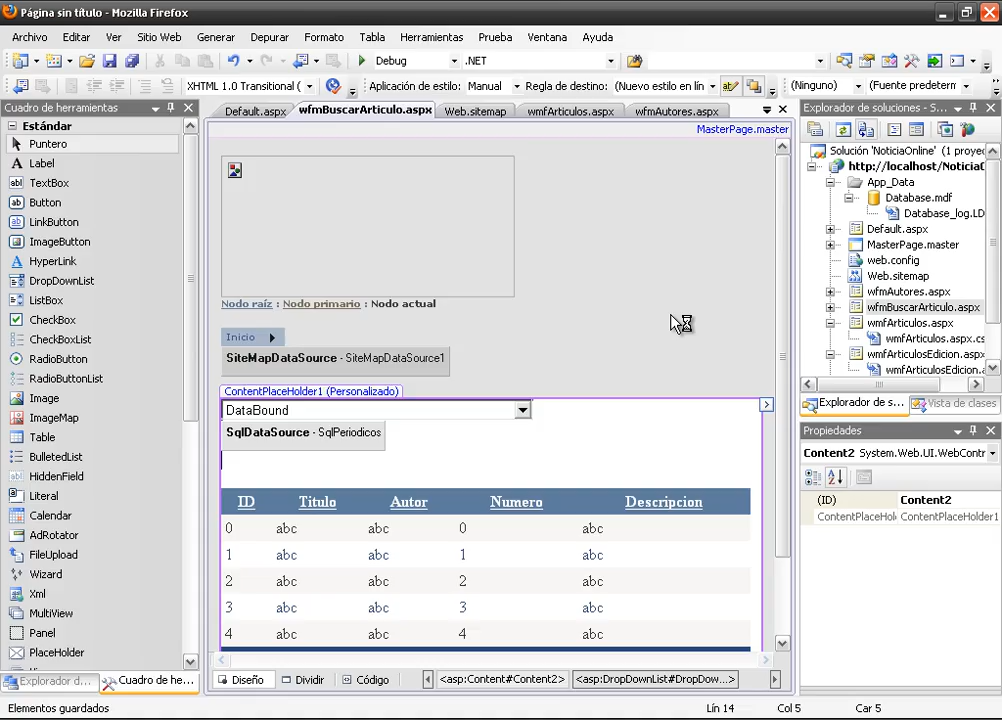 Página sin título - Mozilla Firefox
Archivo Editar Ver Sitio Web Generar Depurar Formato Tabla Herramientas Prueba Ventana Ayuda
Debug .NET
XHTML 1.0 Transitional ( Aplicación de estilo: Manual Regla de destino: (Nuevo estilo en lín (Ninguno) (Fuente predeterm
Cuadro de herramientas
Estándar
Puntero
Label
TextBox
Button
LinkButton
ImageButton
HyperLink
DropDownList
ListBox
CheckBox
CheckBoxList
RadioButton
RadioButtonList
Image
ImageMap
Table
BulletedList
HiddenField
Literal
Calendar
AdRotator
FileUpload
Wizard
Xml
MultiView
Panel
PlaceHolder
Explorador d... Cuadro de he...
Default.aspx wfmBuscarArticulo.aspx Web.sitemap wmfArticulos.aspx wfmAutores.aspx
MasterPage.master
Nodo raíz : Nodo primario : Nodo actual
Inicio
SiteMapDataSource - SiteMapDataSource1
ContentPlaceHolder1 (Personalizado)
DataBound
SqlDataSource - SqlPeriodicos
ID Titulo Autor Numero Descripcion
0 abc abc 0 abc
1 abc abc 1 abc
2 abc abc 2 abc
3 abc abc 3 abc
4 abc abc 4 abc
Diseño Dividir Código <asp:Content#Content2> <asp:DropDownList#DropDow...>
Explorador de soluciones - S...
Solución 'NoticiaOnline' (1 proye
http://localhost/Noticia
App_Data
Database.mdf
Database_log.LD
Default.aspx
MasterPage.master
web.config
Web.sitemap
wfmAutores.aspx
wfmBuscarArticulo.aspx
wmfArticulos.aspx
wmfArticulos.aspx.cs
wmfArticulosEdicion.aspx
wmfArticulosEdicion.
Explorador de s... Vista de clases
Propiedades
Content2 System.Web.UI.WebContr
(ID) Content2
ContentPlaceHol ContentPlaceHolder1
Elementos guardados Lín 14 Col 5 Car 5